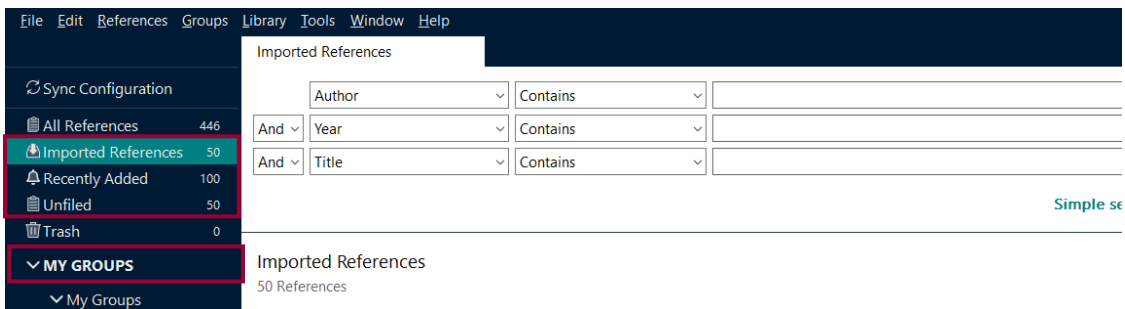 File Edit References Groups Library Tools Window Help
Imported References
Sync Configuration
All References 446
Imported References 50
Recently Added 100
Unfiled 50
Trash 0
MY GROUPS
My Groups
Author Contains
And Year Contains
And Title Contains
Simple se
Imported References
50 References